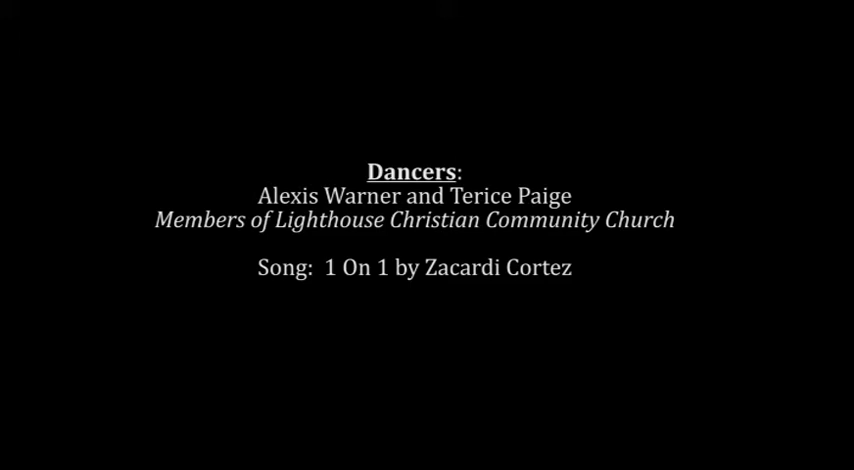 Dancers:
Alexis Warner and Terice Paige
Members of Lighthouse Christian Community Church
Song:  1 On 1 by Zacardi Cortez